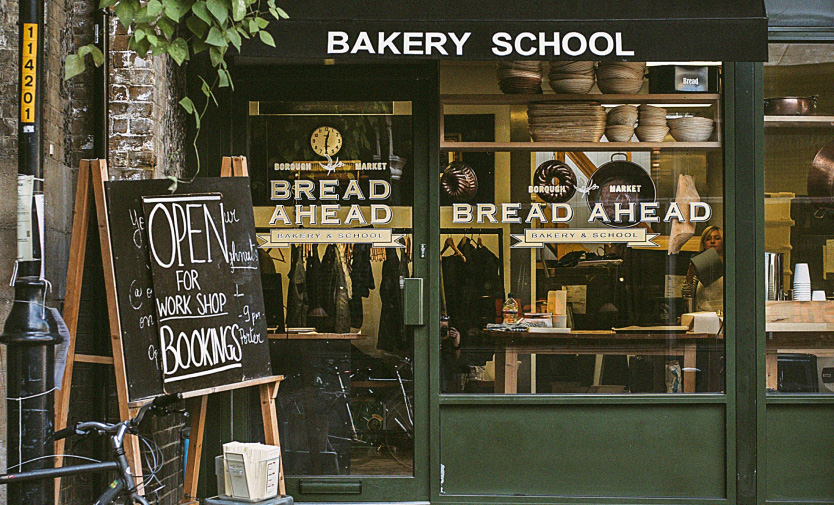 BAKERY SCHOOL
114201
Bread
BOROUGH MARKET
BREAD
AHEAD
BAKERY & SCHOOL
BOROUGH MARKET
BREAD AHEAD
BAKERY & SCHOOL
OPEN
FOR
WORK SHOP
BOOKINGS